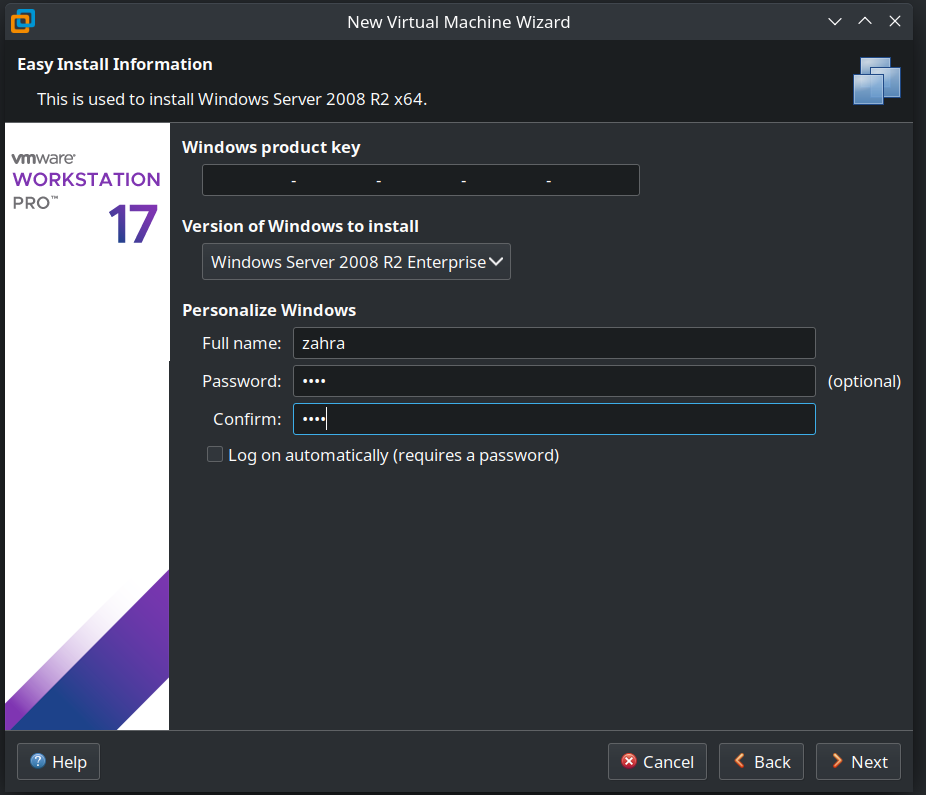 New Virtual Machine Wizard
Easy Install Information
This is used to install Windows Server 2008 R2 x64.
vmware
WORKSTATION
PRO™
17
Windows product key
- - - -
Version of Windows to install
Windows Server 2008 R2 Enterprise
Personalize Windows
Full name: zahra
Password: •••• (optional)
Confirm: ••••
Log on automatically (requires a password)
Help Cancel Back Next